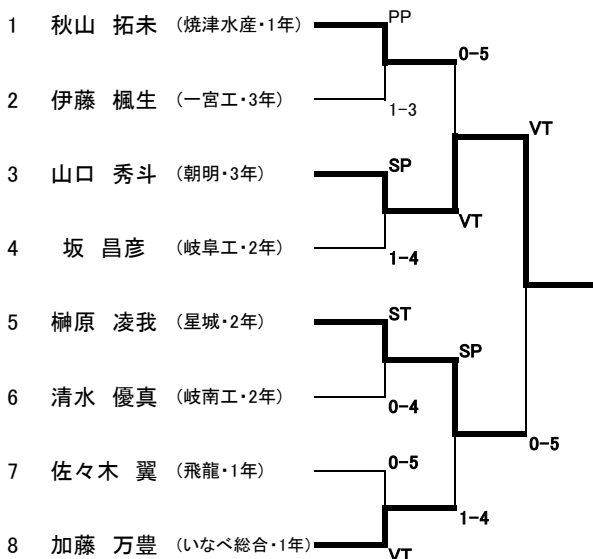 1 秋山 拓未 (焼津水産・1年) PP
0-5
2 伊藤 楓生 (一宮工・3年) 1-3
VT
3 山口 秀斗 (朝明・3年) SP
VT
4 坂 昌彦 (岐阜工・2年) 1-4
5 榊原 凌我 (星城・2年) ST
SP
6 清水 優真 (岐南工・2年) 0-4
0-5
7 佐々木 翼 (飛龍・1年) 0-5
1-4
8 加藤 万豊 (いなべ総合・1年) VT